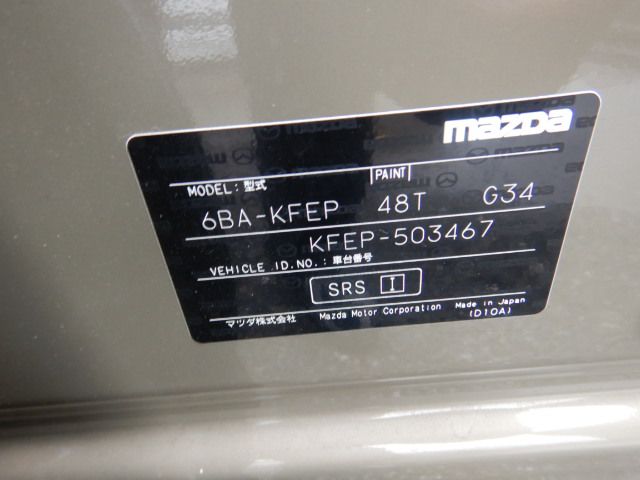 mazda
MODEL：型式 PAINT
6BA-KFEP 48T G34
KFEP-503467
VEHICLE I.D.NO.：車台番号
SRS I
マツダ株式会社 Mazda Motor Corporation Made in Japan
(D10A)